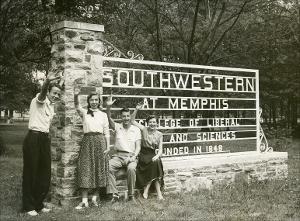 SOUTHWESTERN
AT MEMPHIS
COLLEGE OF LIBERAL
AND SCIENCES
FOUNDED IN 1848